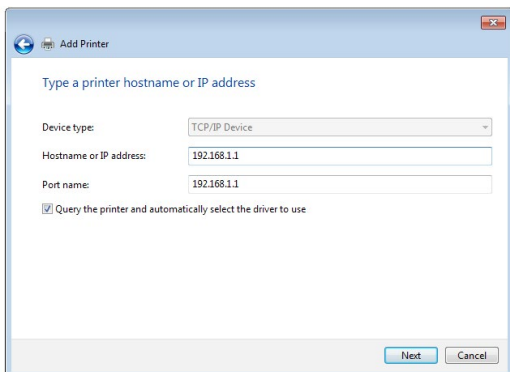 Add Printer
Type a printer hostname or IP address
Device type: TCP/IP Device
Hostname or IP address: 192.168.1.1
Port name: 192.168.1.1
Query the printer and automatically select the driver to use
Next Cancel